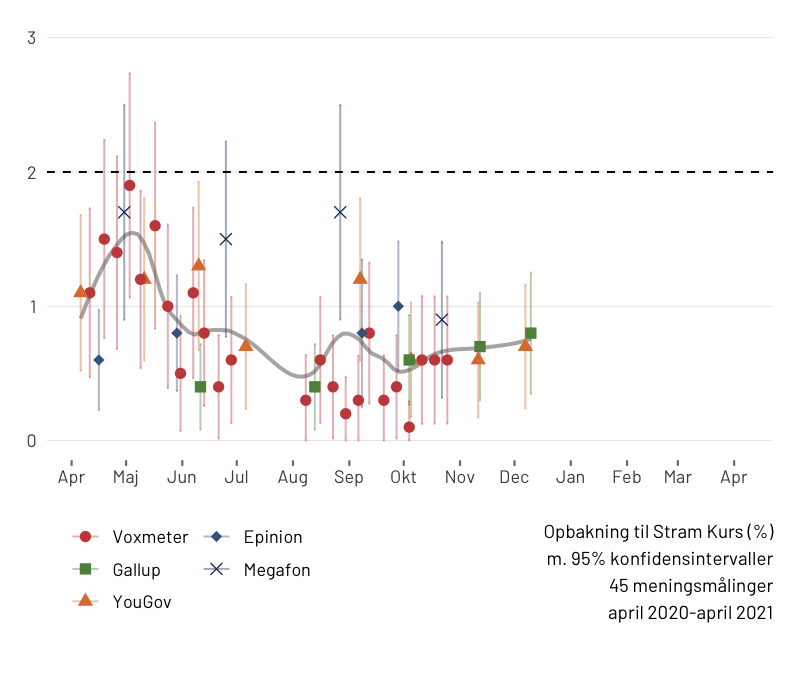 3
2
1
0
Apr Maj Jun Jul Aug Sep Okt Nov Dec Jan Feb Mar Apr
Voxmeter Epinion
Gallup Megafon
YouGov
Opbakning til Stram Kurs (%)
m. 95% konfidensintervaller
45 meningsmålinger
april 2020-april 2021